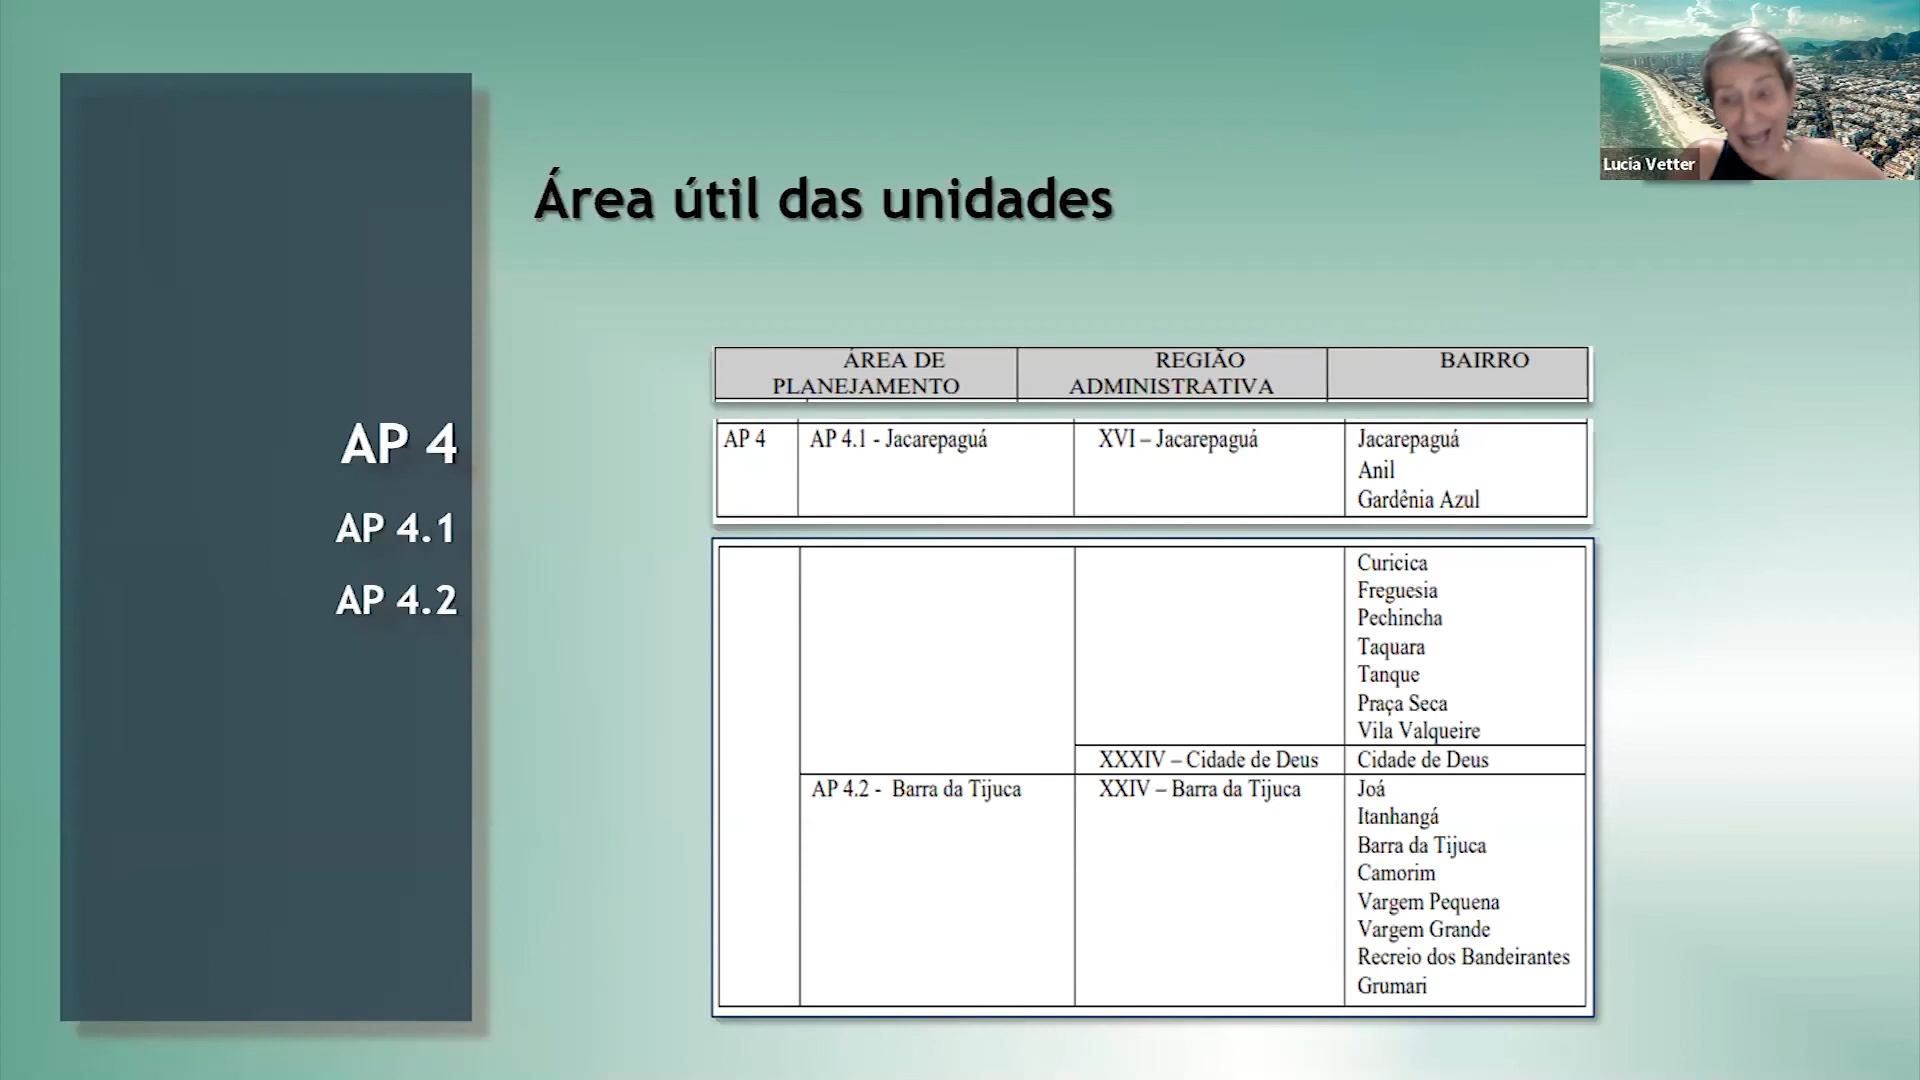 Lucia Vetter
Área útil das unidades
AP 4
AP 4.1
AP 4.2
ÁREA DE PLANEJAMENTO REGIÃO ADMINISTRATIVA BAIRRO
AP 4 AP 4.1 - Jacarepaguá XVI – Jacarepaguá Jacarepaguá
Anil
Gardênia Azul
Curicica
Freguesia
Pechincha
Taquara
Tanque
Praça Seca
Vila Valqueire
XXXIV – Cidade de Deus Cidade de Deus
AP 4.2 - Barra da Tijuca XXIV – Barra da Tijuca Joá
Itanhangá
Barra da Tijuca
Camorim
Vargem Pequena
Vargem Grande
Recreio dos Bandeirantes
Grumari